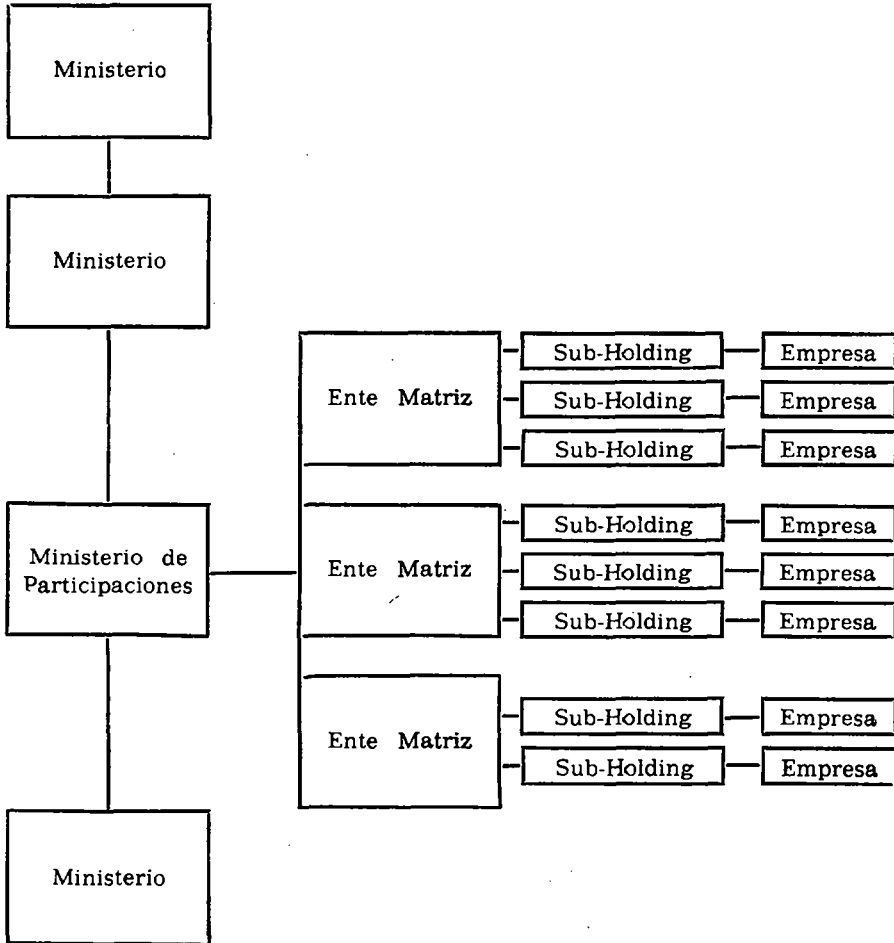 Ministerio
Ministerio
Ministerio de
Participaciones
Ente Matriz
Sub-Holding
Empresa
Sub-Holding
Empresa
Sub-Holding
Empresa
Ente Matriz
Sub-Holding
Empresa
Sub-Holding
Empresa
Sub-Holding
Empresa
Ente Matriz
Sub-Holding
Empresa
Sub-Holding
Empresa
Ministerio